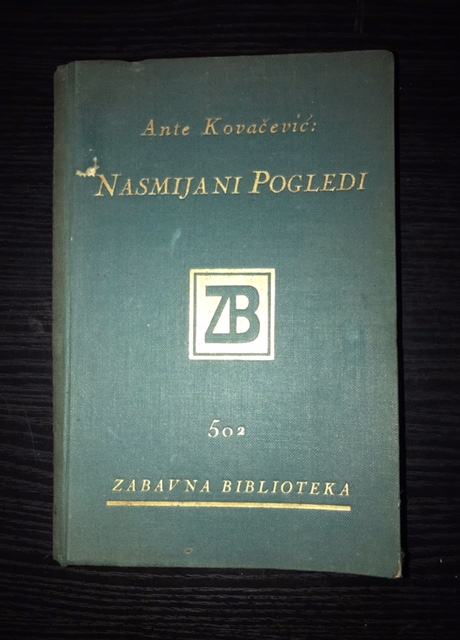 Ante Kovačević:
NASMIJANI POGLEDI
ZB
502
ZABAVNA BIBLIOTEKA